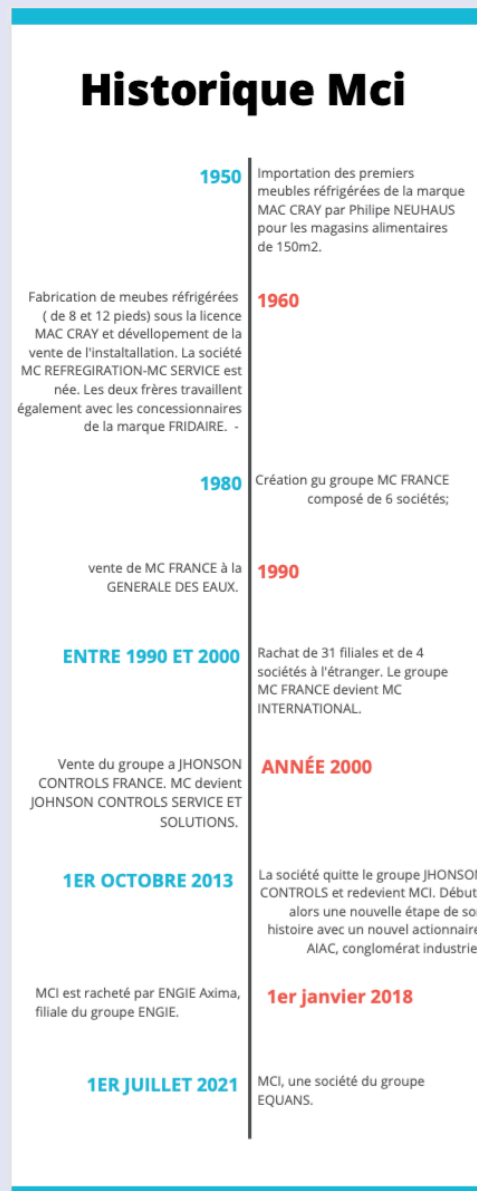 Historique Mci
1950
Importation des premiers
meubles réfrigérées de la marque
MAC CRAY par Philipe NEUHAUS
pour les magasins alimentaires
de 150m2.
1960
Fabrication de meubes réfrigérées
( de 8 et 12 pieds) sous la licence
MAC CRAY et dévellopement de la
vente de l'instaltallation. La société
MC REFREGIRATION-MC SERVICE est
née. Les deux frères travaillent
également avec les concessionnaires
de la marque FRIDAIRE. -
1980
Création gu groupe MC FRANCE
composé de 6 sociétés;
1990
vente de MC FRANCE à la
GENERALE DES EAUX.
ENTRE 1990 ET 2000
Rachat de 31 filiales et de 4
sociétés à l'étranger. Le groupe
MC FRANCE devient MC
INTERNATIONAL.
ANNÉE 2000
Vente du groupe a JHONSON
CONTROLS FRANCE. MC devient
JOHNSON CONTROLS SERVICE ET
SOLUTIONS.
1ER OCTOBRE 2013
La société quitte le groupe JHONSON
CONTROLS et redevient MCI. Début
alors une nouvelle étape de so
histoire avec un nouvel actionnaire
AIAC, conglomérat industrie
1er janvier 2018
MCI est racheté par ENGIE Axima,
filiale du groupe ENGIE.
1ER JUILLET 2021
MCI, une société du groupe
EQUANS.